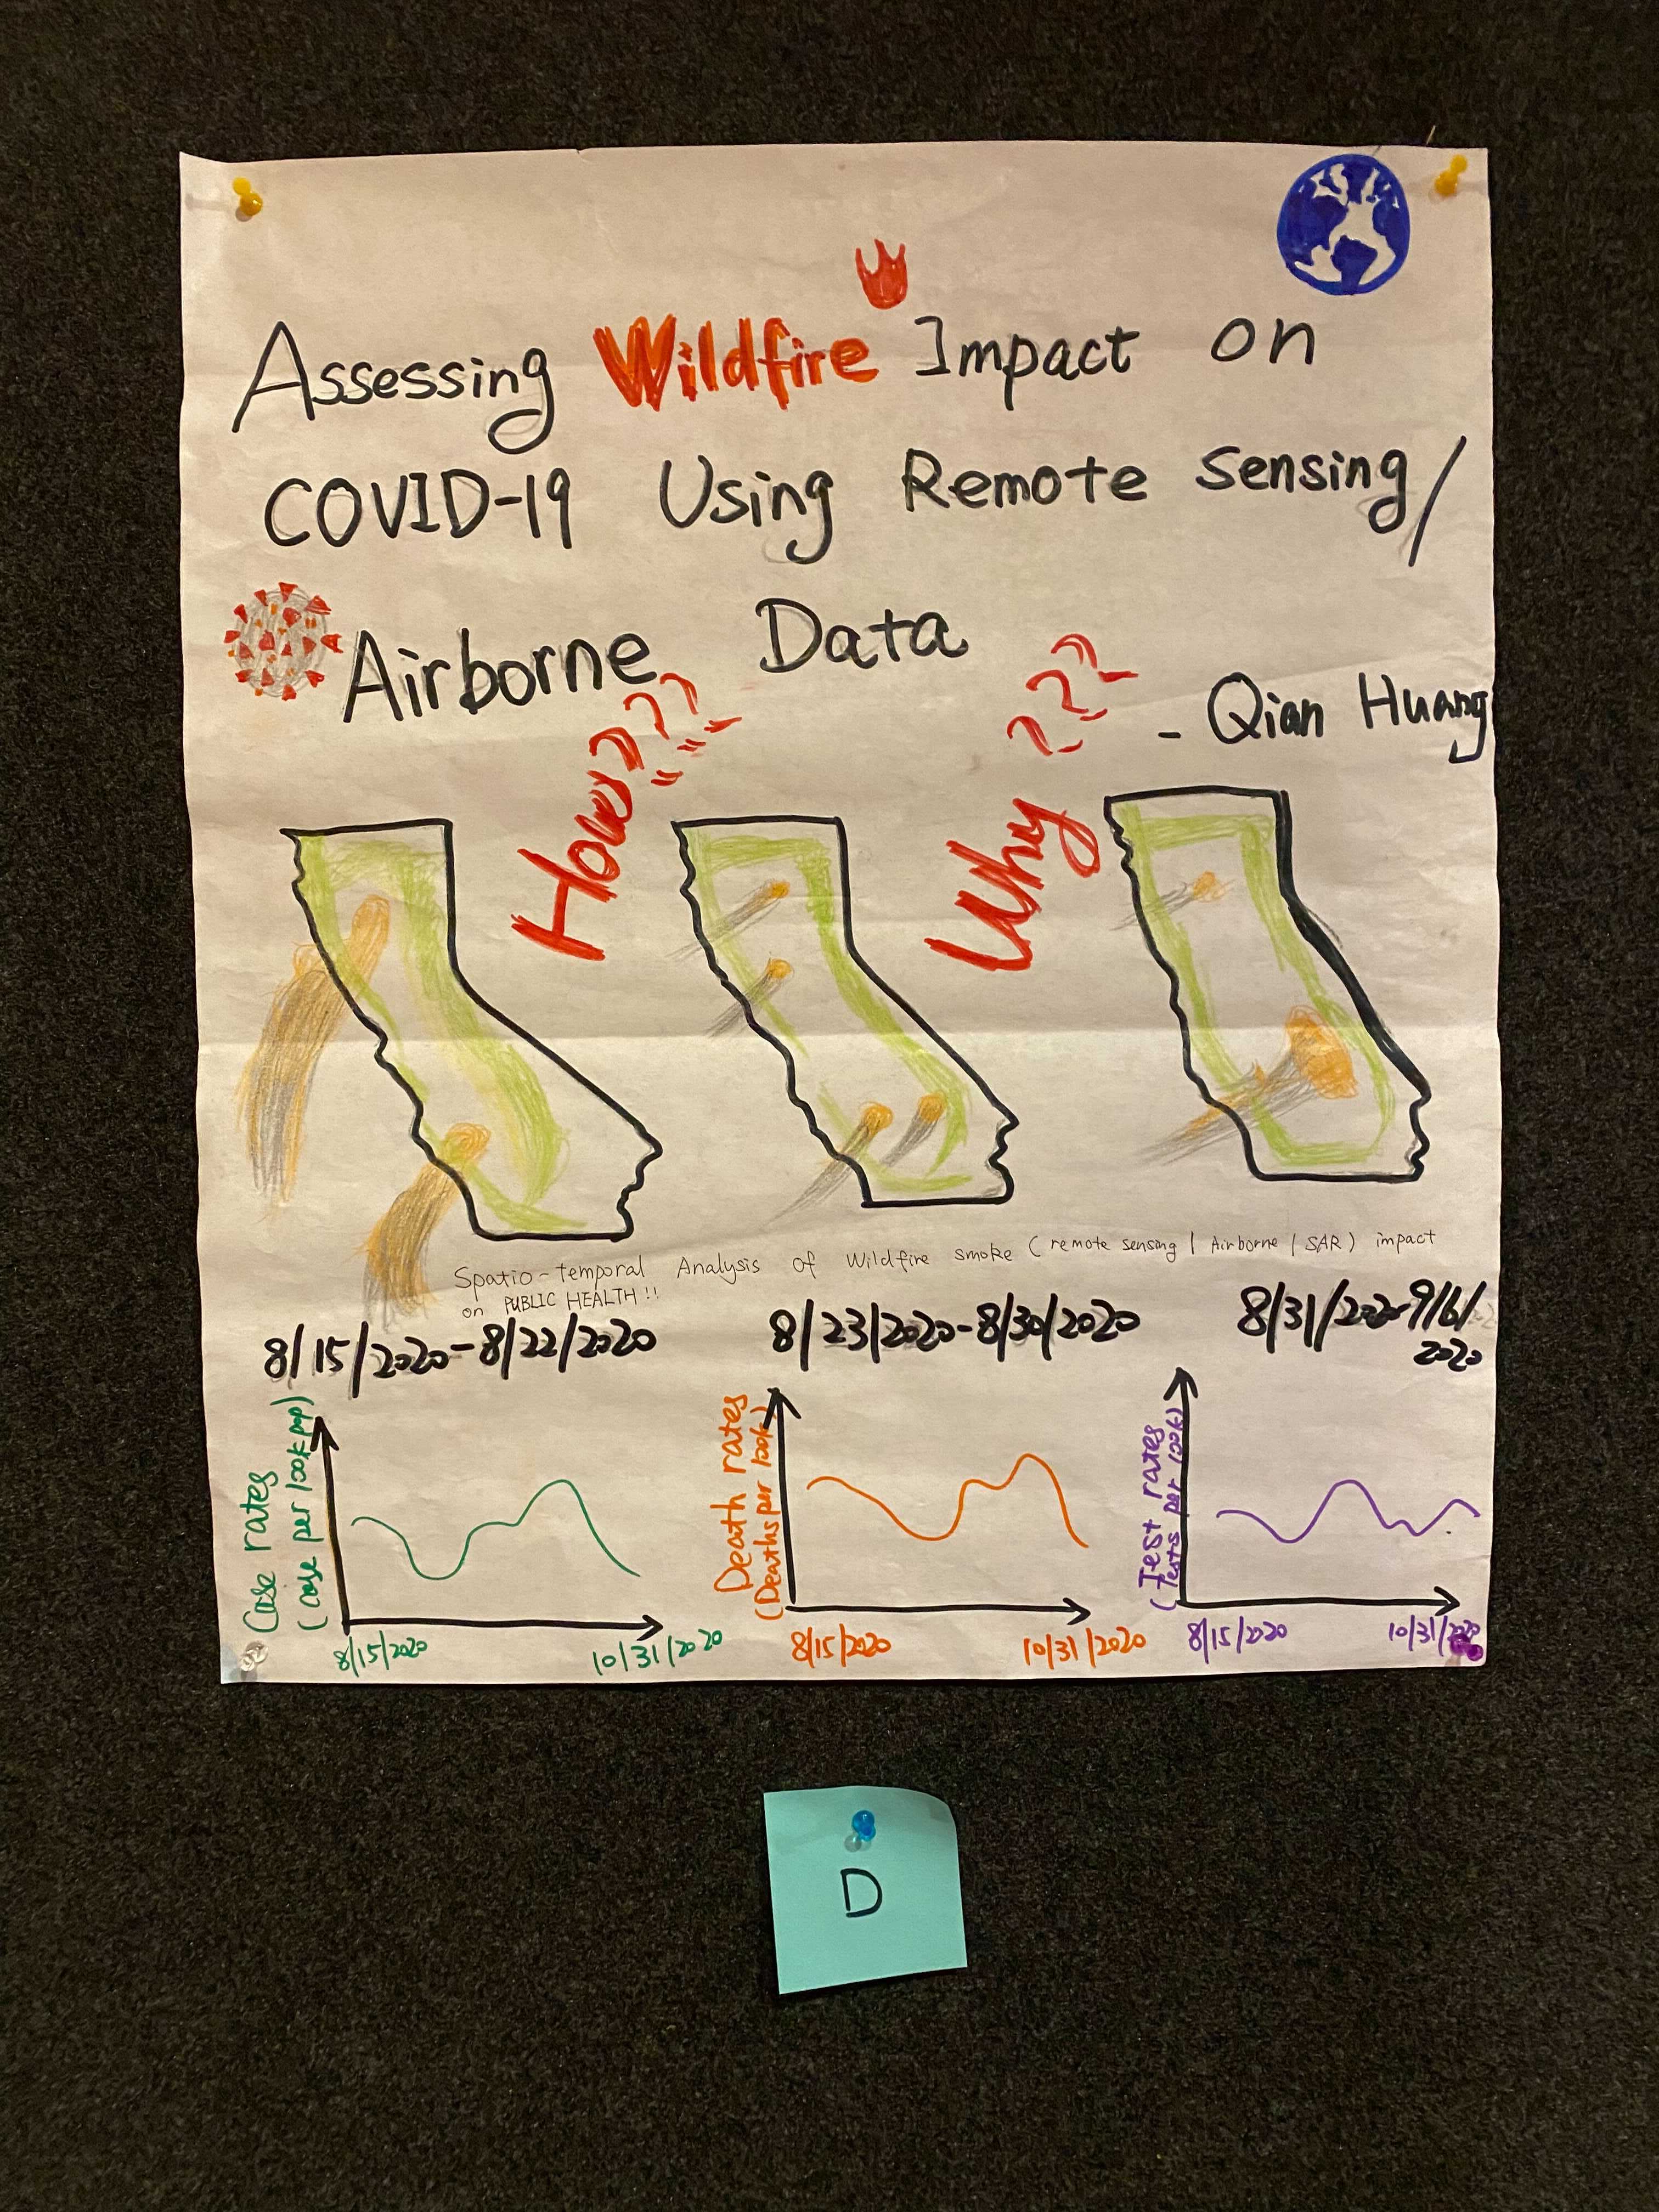 Assessing Wildfire Impact on
COVID-19 Using Remote Sensing/
Airborne Data
- Qian Huang
How???
Why???
Spatio-temporal Analysis of Wildfire smoke (remote sensing / Airborne / SAR) impact
on PUBLIC HEALTH!!
8/15/2020-8/22/2020
8/23/2020-8/30/2020
8/31/2020-9/6/
2020
Case rates
(case per 100k pop)
8/15/2020
10/31/2020
Death rates
(Deaths per 100k)
8/15/2020
10/31/2020
Test rates
(Tests per 100k)
8/15/2020
10/31/2020
D